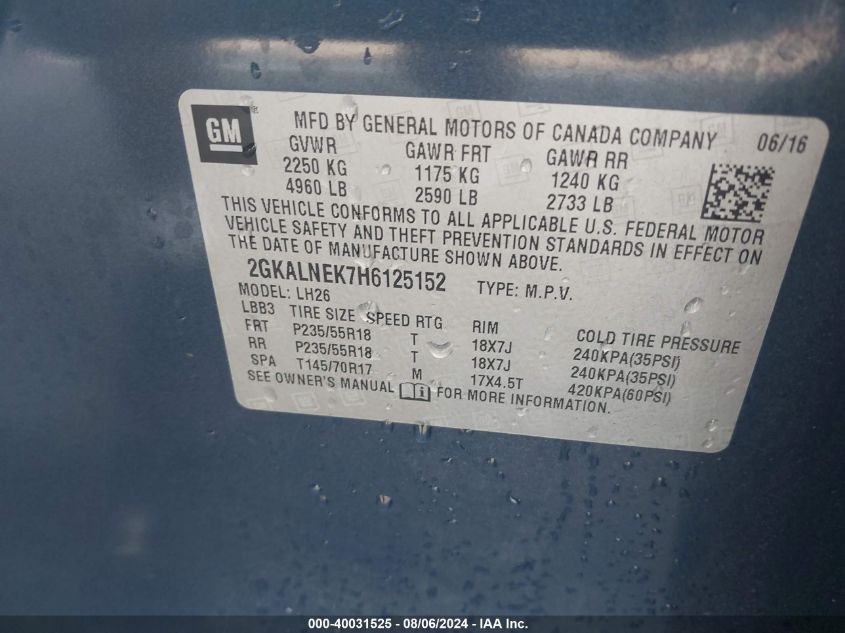 GM
MFD BY GENERAL MOTORS OF CANADA COMPANY 06/16
GVWR GAWR FRT GAWR RR
2250 KG 1175 KG 1240 KG
4960 LB 2590 LB 2733 LB
THIS VEHICLE CONFORMS TO ALL APPLICABLE U.S. FEDERAL MOTOR
VEHICLE SAFETY AND THEFT PREVENTION STANDARDS IN EFFECT ON
THE DATE OF MANUFACTURE SHOWN ABOVE.
2GKALNEK7H6125152 TYPE: M.P.V.
MODEL: LH26
LBB3 TIRE SIZE SPEED RTG RIM COLD TIRE PRESSURE
FRT P235/55R18 T 18X7J 240KPA(35PSI)
RR P235/55R18 T 18X7J 240KPA(35PSI)
SPA T145/70R17 M 17X4.5T 420KPA(60PSI)
SEE OWNER'S MANUAL FOR MORE INFORMATION.
000-40031525 - 08/06/2024 - IAA Inc.